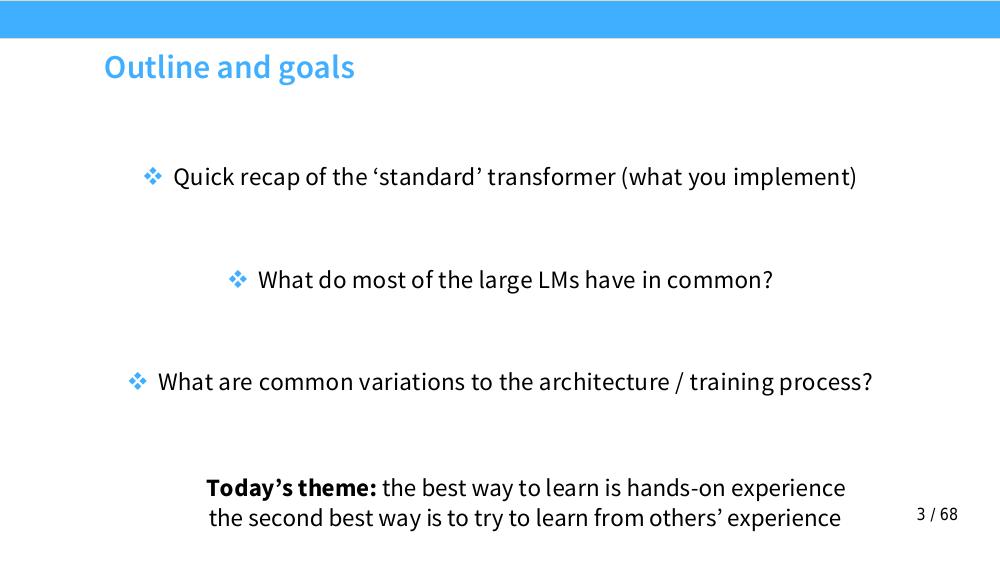 Outline and goals
❖ Quick recap of the ‘standard’ transformer (what you implement)
❖ What do most of the large LMs have in common?
❖ What are common variations to the architecture / training process?
Today’s theme: the best way to learn is hands-on experience
the second best way is to try to learn from others’ experience
3 / 68